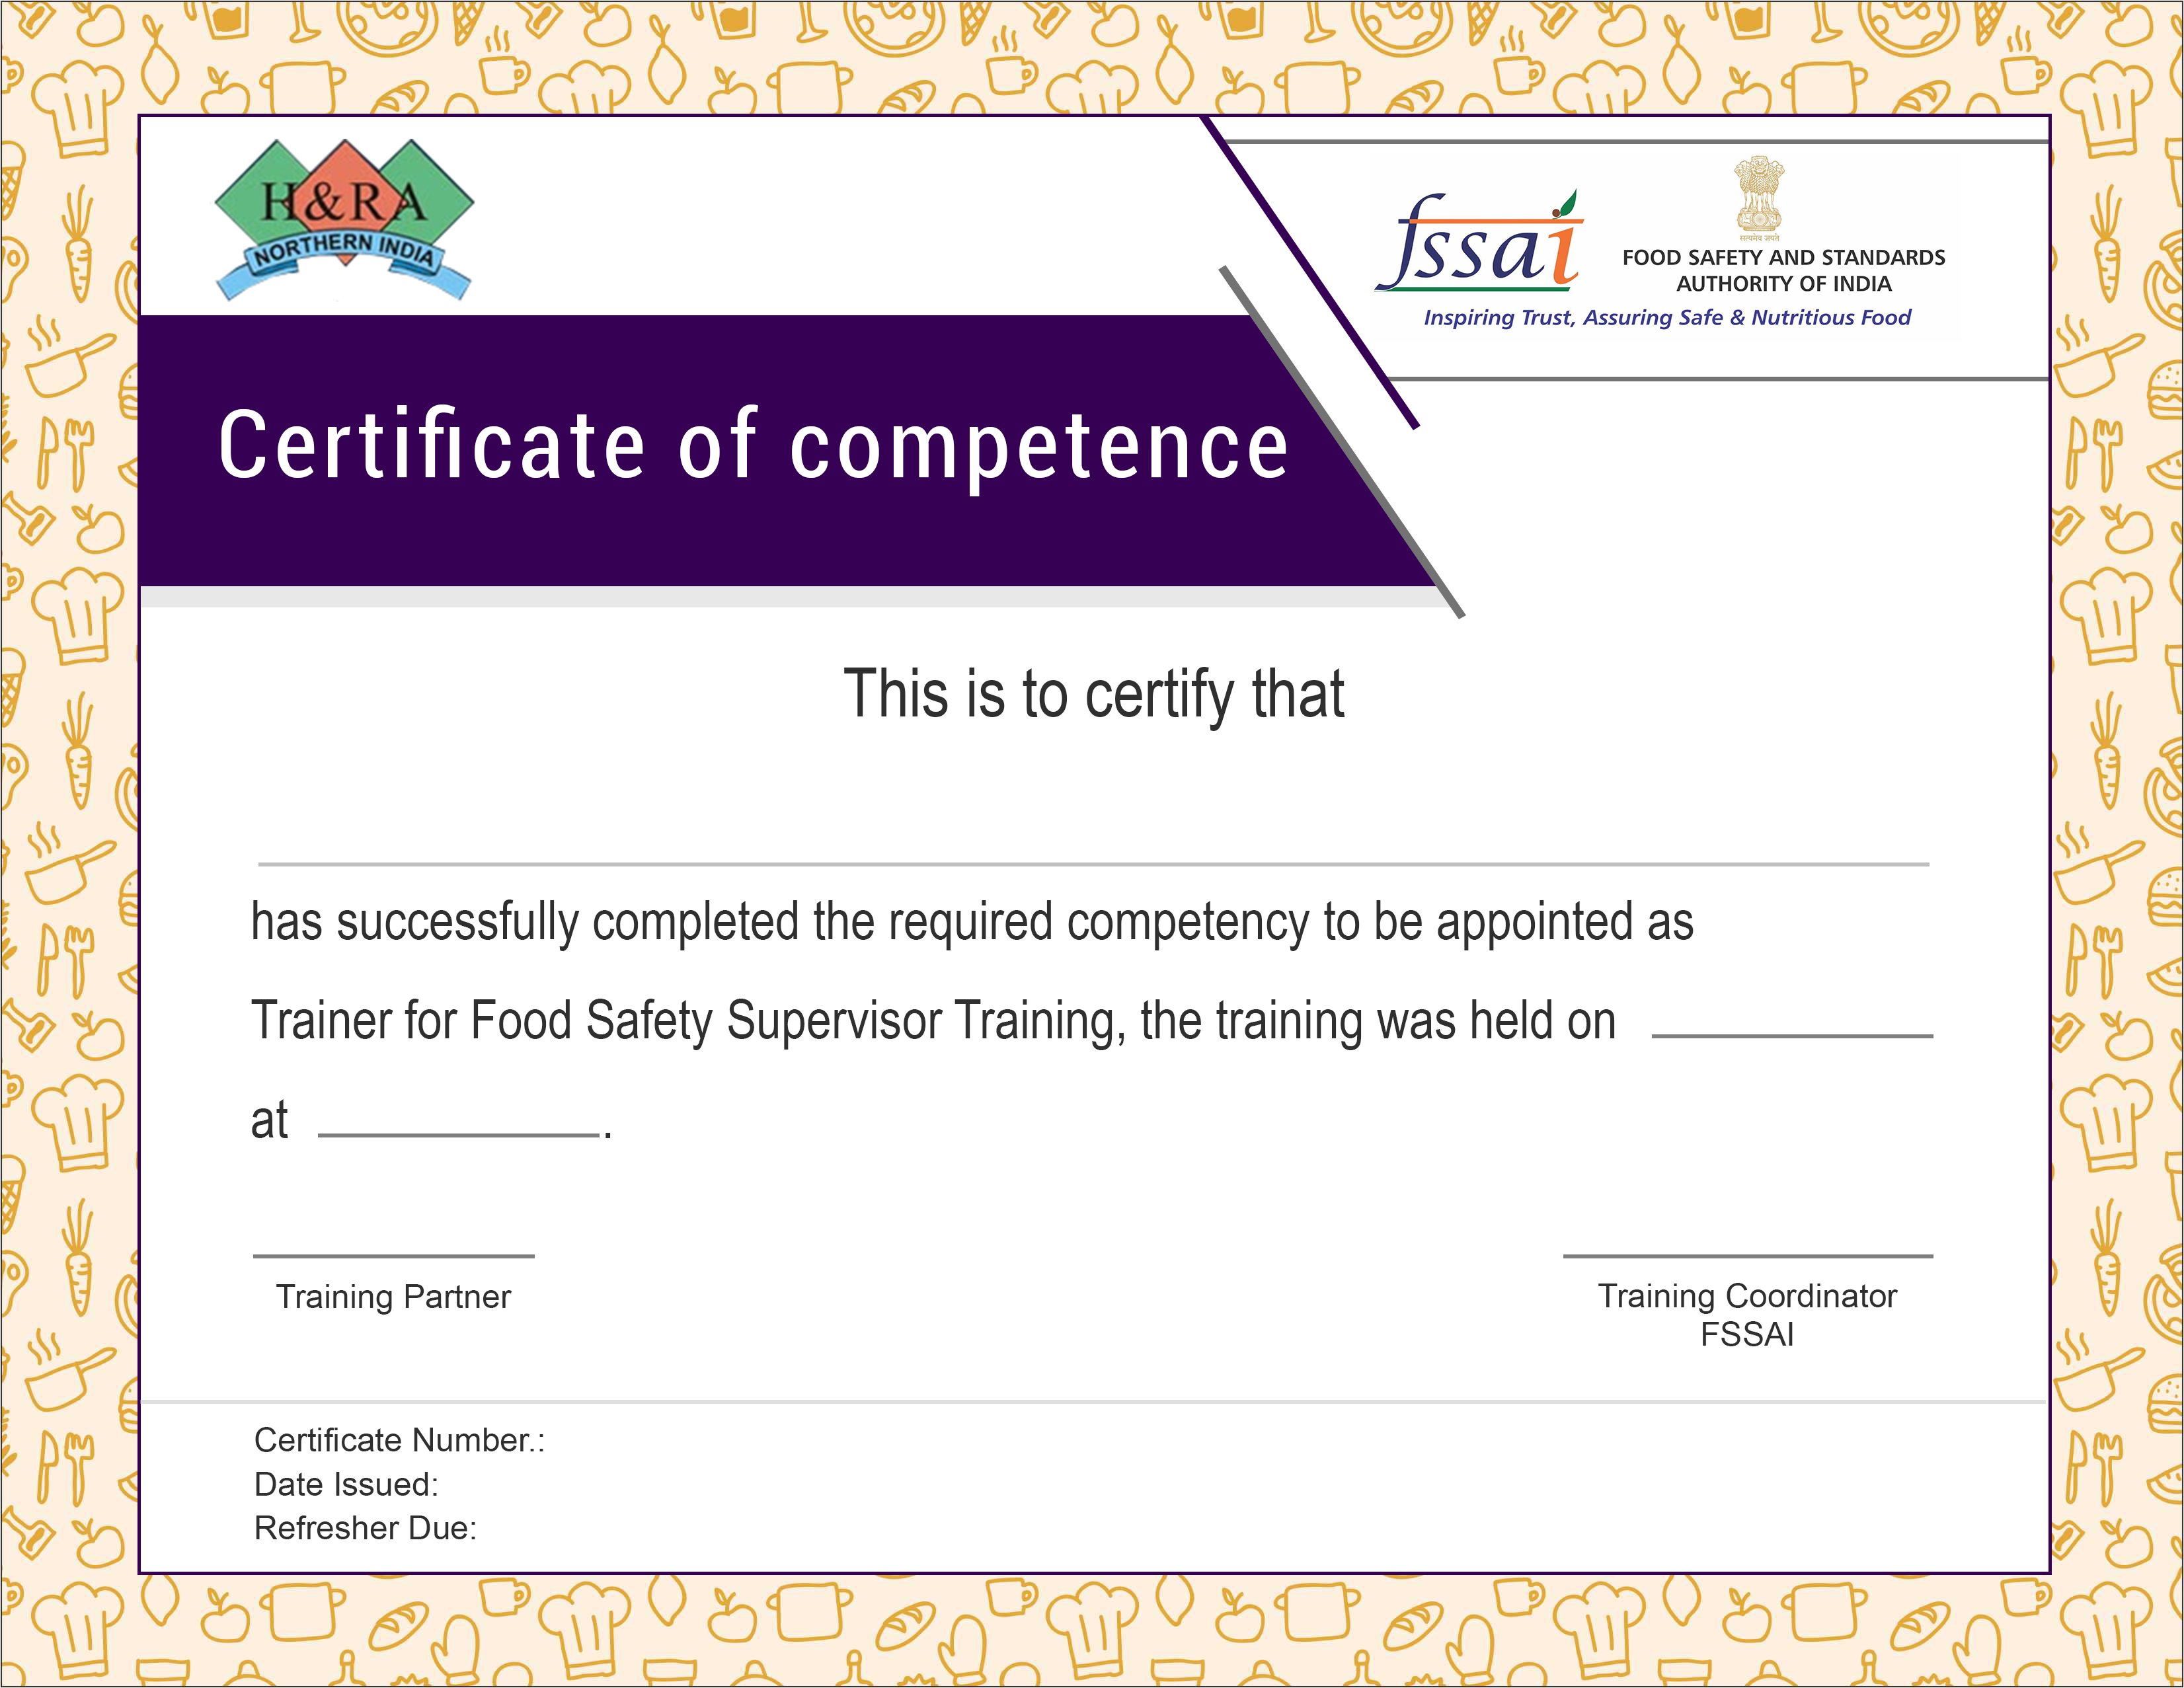 H&RA
NORTHERN INDIA
fssai
सत्यमेव जयते
FOOD SAFETY AND STANDARDS
AUTHORITY OF INDIA
Inspiring Trust, Assuring Safe & Nutritious Food
Certificate of competence
This is to certify that
has successfully completed the required competency to be appointed as
Trainer for Food Safety Supervisor Training, the training was held on
at .
Training Partner
Training Coordinator
FSSAI
Certificate Number.:
Date Issued:
Refresher Due: